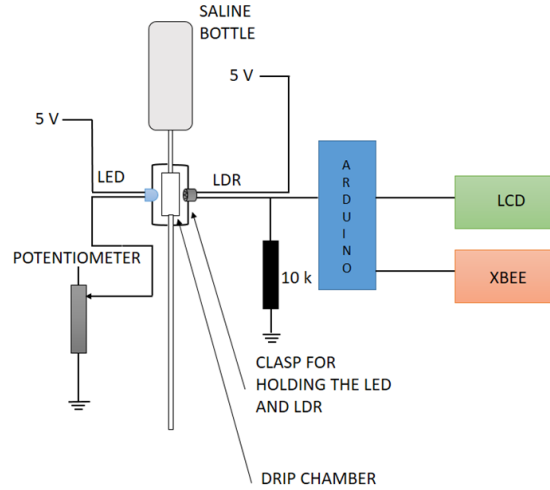 SALINE
BOTTLE
5 V
5 V
LED
LDR
ARDUINO
LCD
POTENTIOMETER
XBEE
10 k
CLASP FOR
HOLDING THE LED
AND LDR
DRIP CHAMBER